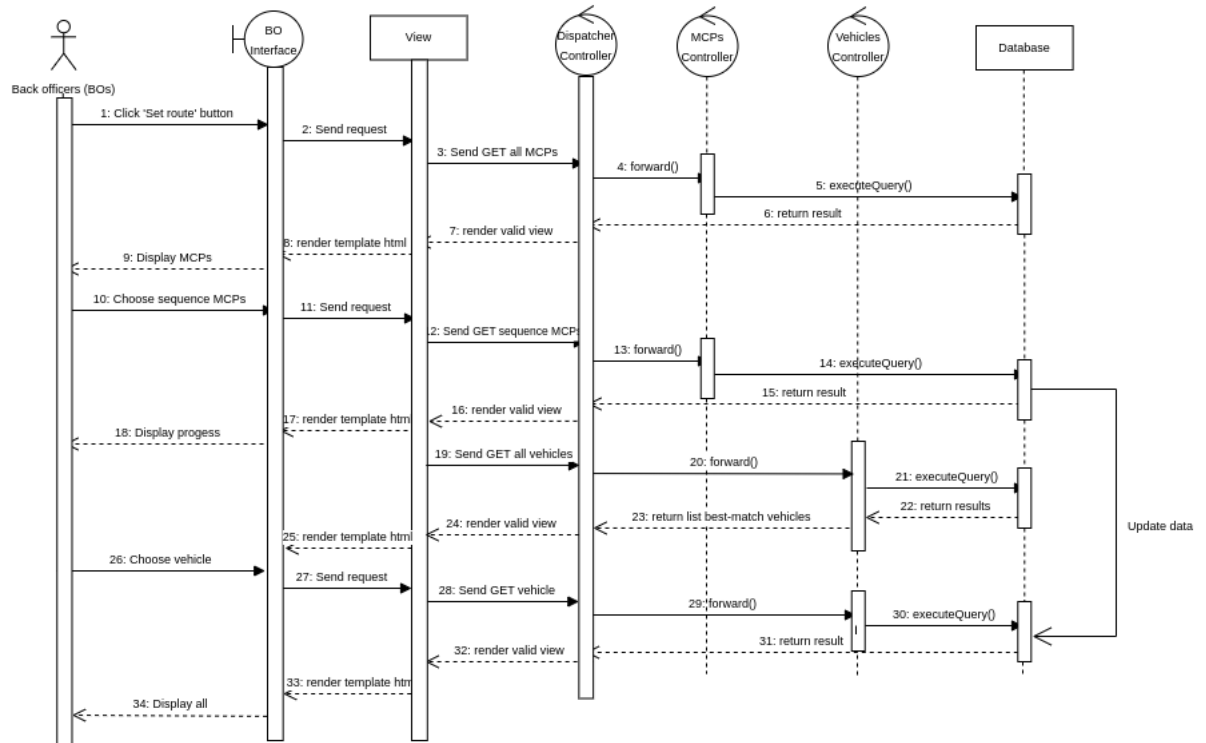 BO
Interface
View
Dispatcher
Controller
MCPs
Controller
Vehicles
Controller
Database
Back officers (BOs)
1: Click 'Set route' button
2: Send request
3: Send GET all MCPs
4: forward()
5: executeQuery()
6: return result
7: render valid view
8: render template html
9: Display MCPs
10: Choose sequence MCPs
11: Send request
2: Send GET sequence MCPs
13: forward()
14: executeQuery()
15: return result
16: render valid view
17: render template html
18: Display progess
19: Send GET all vehicles
20: forward()
21: executeQuery()
22: return results
23: return list best-match vehicles
24: render valid view
25: render template html
Update data
26: Choose vehicle
27: Send request
28: Send GET vehicle
29: forward()
30: executeQuery()
31: return result
32: render valid view
33: render template htm
34: Display all